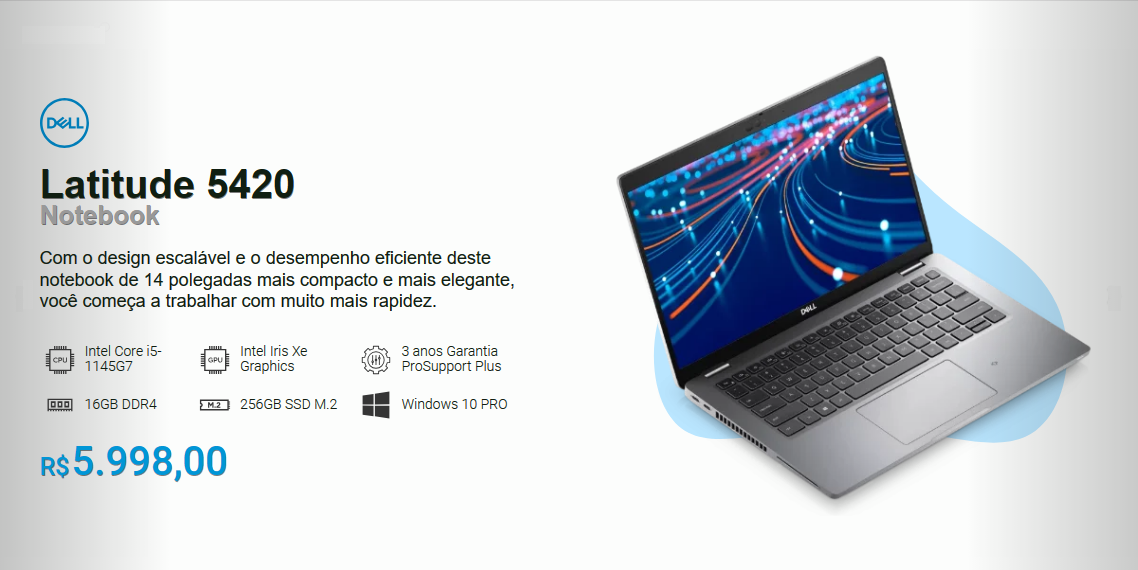 DELL
Latitude 5420
Notebook
Com o design escalável e o desempenho eficiente deste
notebook de 14 polegadas mais compacto e mais elegante,
você começa a trabalhar com muito mais rapidez.
CPU
Intel Core i5-
1145G7
GPU
Intel Iris Xe
Graphics
3 anos Garantia
ProSupport Plus
16GB DDR4
M.2
256GB SSD M.2
Windows 10 PRO
R$5.998,00
DELL